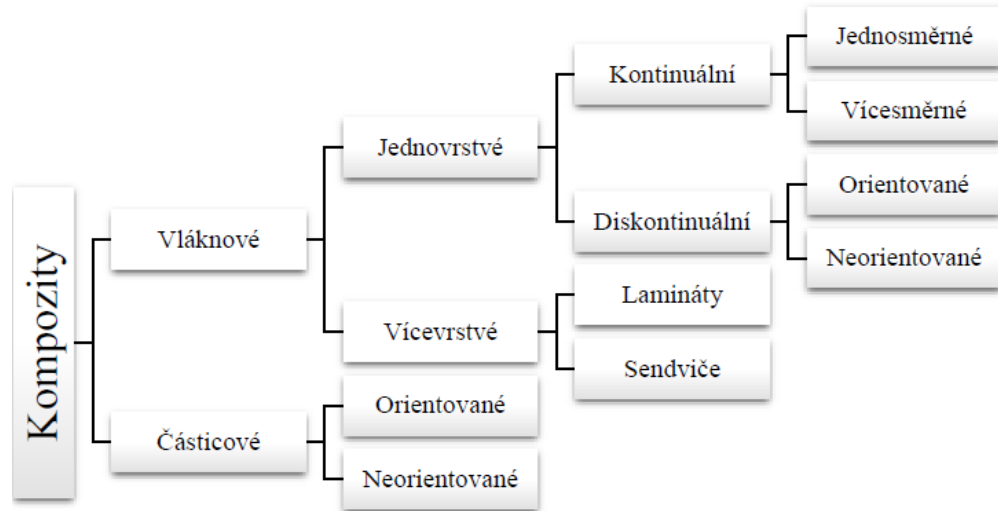 Kompozity
Vláknové
Jednovrstvé
Kontinuální
Jednosměrné
Vícesměrné
Diskontinuální
Orientované
Neorientované
Vícevrstvé
Lamináty
Sendviče
Částicové
Orientované
Neorientované